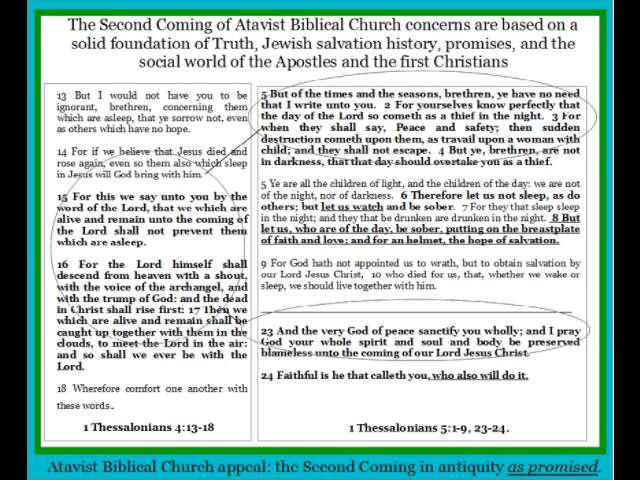 The Second Coming of Atavist Biblical Church concerns are based on a
solid foundation of Truth, Jewish salvation history, promises, and the
social world of the Apostles and the first Christians
13 But I would not have you to be
ignorant, brethren, concerning them
which are asleep, that ye sorrow not, even
as others which have no hope.
14 For if we believe that Jesus died and
rose again, even so them also which sleep
in Jesus will God bring with him.
15 For this we say unto you by the
word of the Lord, that we which are
alive and remain unto the coming of
the Lord shall not prevent them
which are asleep.
16 For the Lord himself shall
descend from heaven with a shout,
with the voice of the archangel, and
with the trump of God: and the dead
in Christ shall rise first: 17 Then we
which are alive and remain shall be
caught up together with them in the
clouds, to meet the Lord in the air:
and so shall we ever be with the
Lord.
18 Wherefore comfort one another with
these words.
1 Thessalonians 4:13-18
5 But of the times and the seasons, brethren, ye have no need
that I write unto you. 2 For yourselves know perfectly that
the day of the Lord so cometh as a thief in the night. 3 For
when they shall say, Peace and safety; then sudden
destruction cometh upon them, as travail upon a woman with
child; and they shall not escape. 4 But ye, brethren, are not
in darkness, that that day should overtake you as a thief.
5 Ye are all the children of light, and the children of the day: we are not
of the night, nor of darkness. 6 Therefore let us not sleep, as do
others; but let us watch and be sober. 7 For they that sleep sleep
in the night; and they that be drunken are drunken in the night. 8 But
let us, who are of the day, be sober, putting on the breastplate
of faith and love; and for an helmet, the hope of salvation.
9 For God hath not appointed us to wrath, but to obtain salvation by
our Lord Jesus Christ, 10 who died for us, that, whether we wake or
sleep, we should live together with him.
23 And the very God of peace sanctify you wholly; and I pray
God your whole spirit and soul and body be preserved
blameless unto the coming of our Lord Jesus Christ.
24 Faithful is he that calleth you, who also will do it.
1 Thessalonians 5:1-9, 23-24.
Atavist Biblical Church appeal: the Second Coming in antiquity as promised.